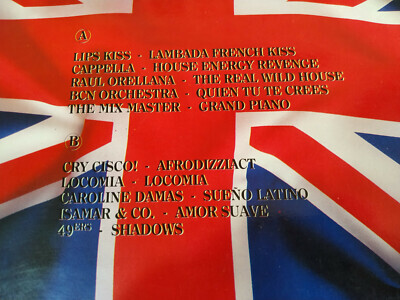 A
LIPS KISS - LAMBADA FRENCH KISS
CAPPELLA - HOUSE ENERGY REVENGE
RAUL ORELLANA - THE REAL WILD HOUSE
BCN ORCHESTRA - QUIEN TU TE CREES
THE MIX MASTER - GRAND PIANO
B
CRY CISCO! - AFRODIZZIACT
LOCOMIA - LOCOMIA
CAROLINE DAMAS - SUEÑO LATINO
ISAMAR & CO. - AMOR SUAVE
49ERS - SHADOWS